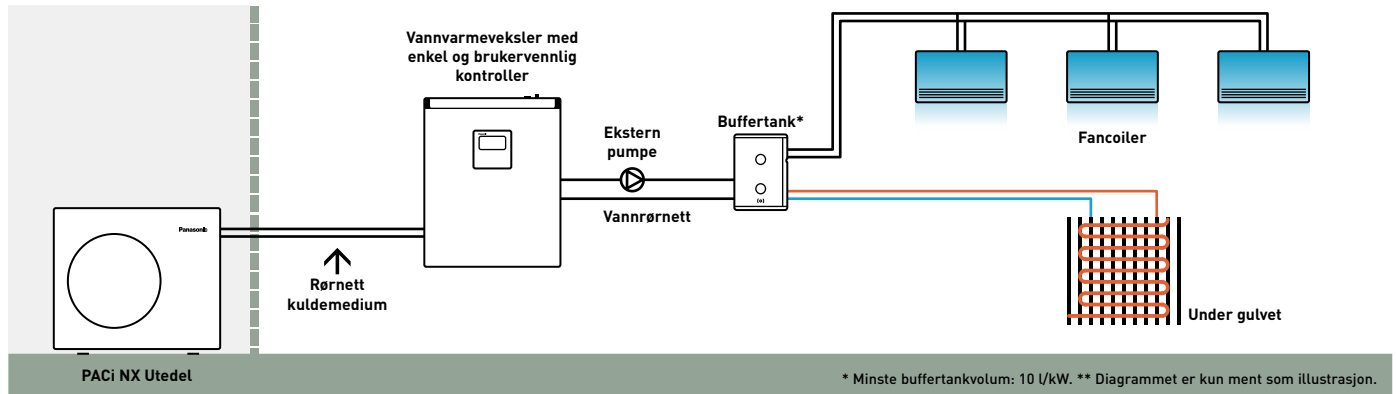 Vannvarmeveksler med
enkel og brukervennlig
kontroller
Ekstern
pumpe
Buffertank*
Fancoiler
Vannrørnett
Panasonic
Rørnett
kuldemedium
Under gulvet
PACi NX Utedel
* Minste buffertankvolum: 10 l/kW. ** Diagrammet er kun ment som illustrasjon.